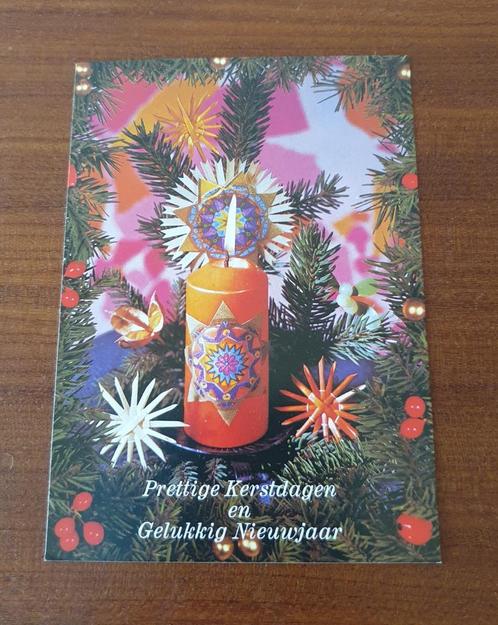 Prettige Kerstdagen
en
Gelukkig Nieuwjaar